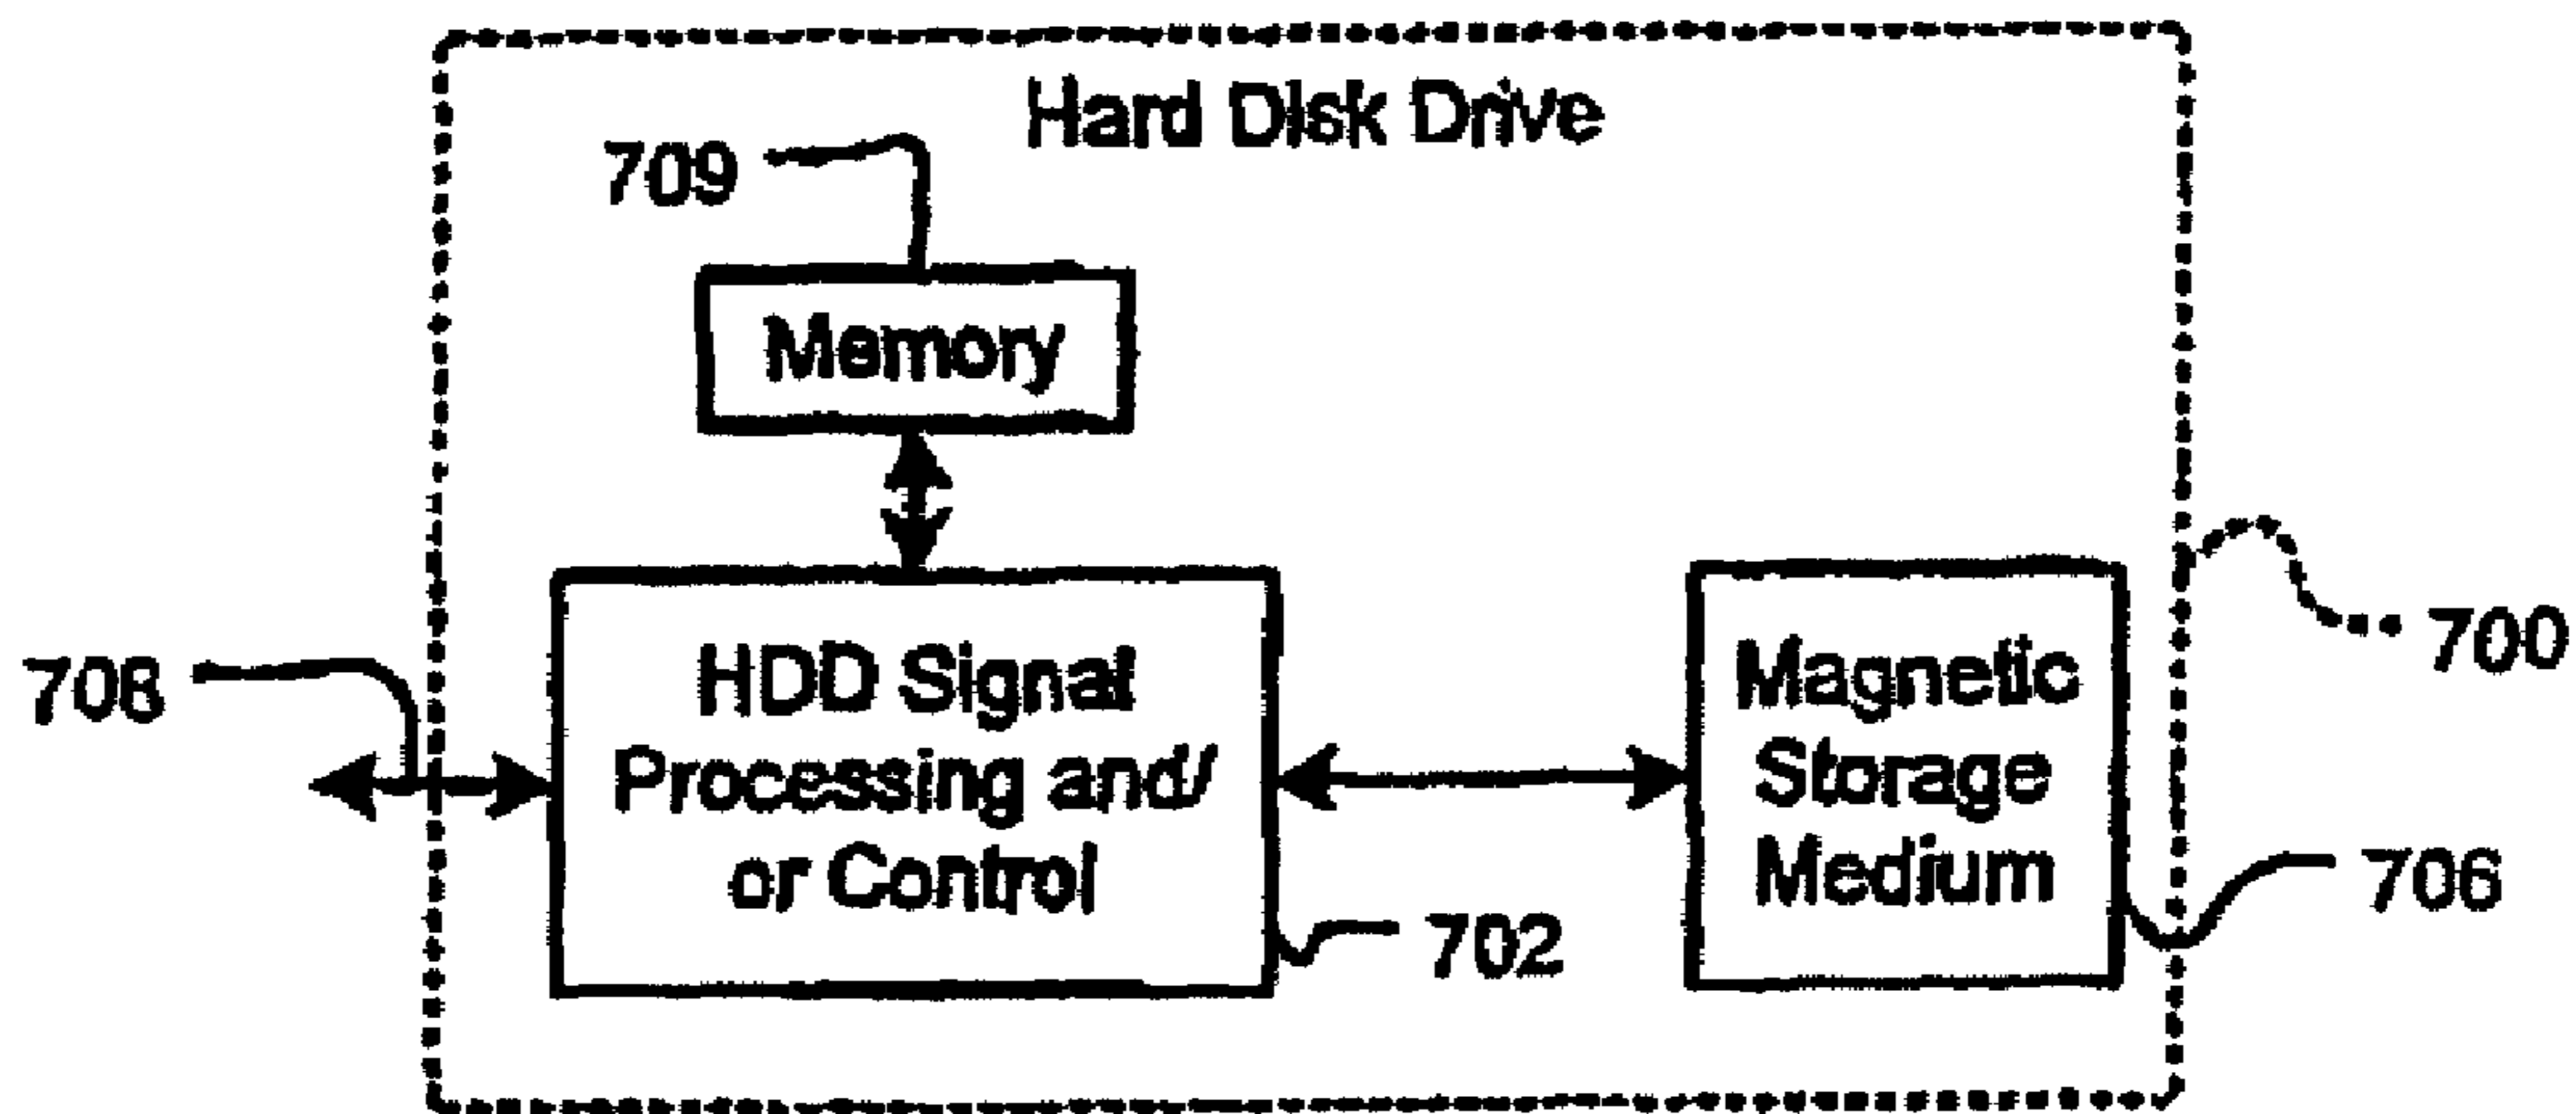 Hard Disk Drive
709
Memory
708
HDD Signal
Processing and/
or Control
702
Magnetic
Storage
Medium
700
706